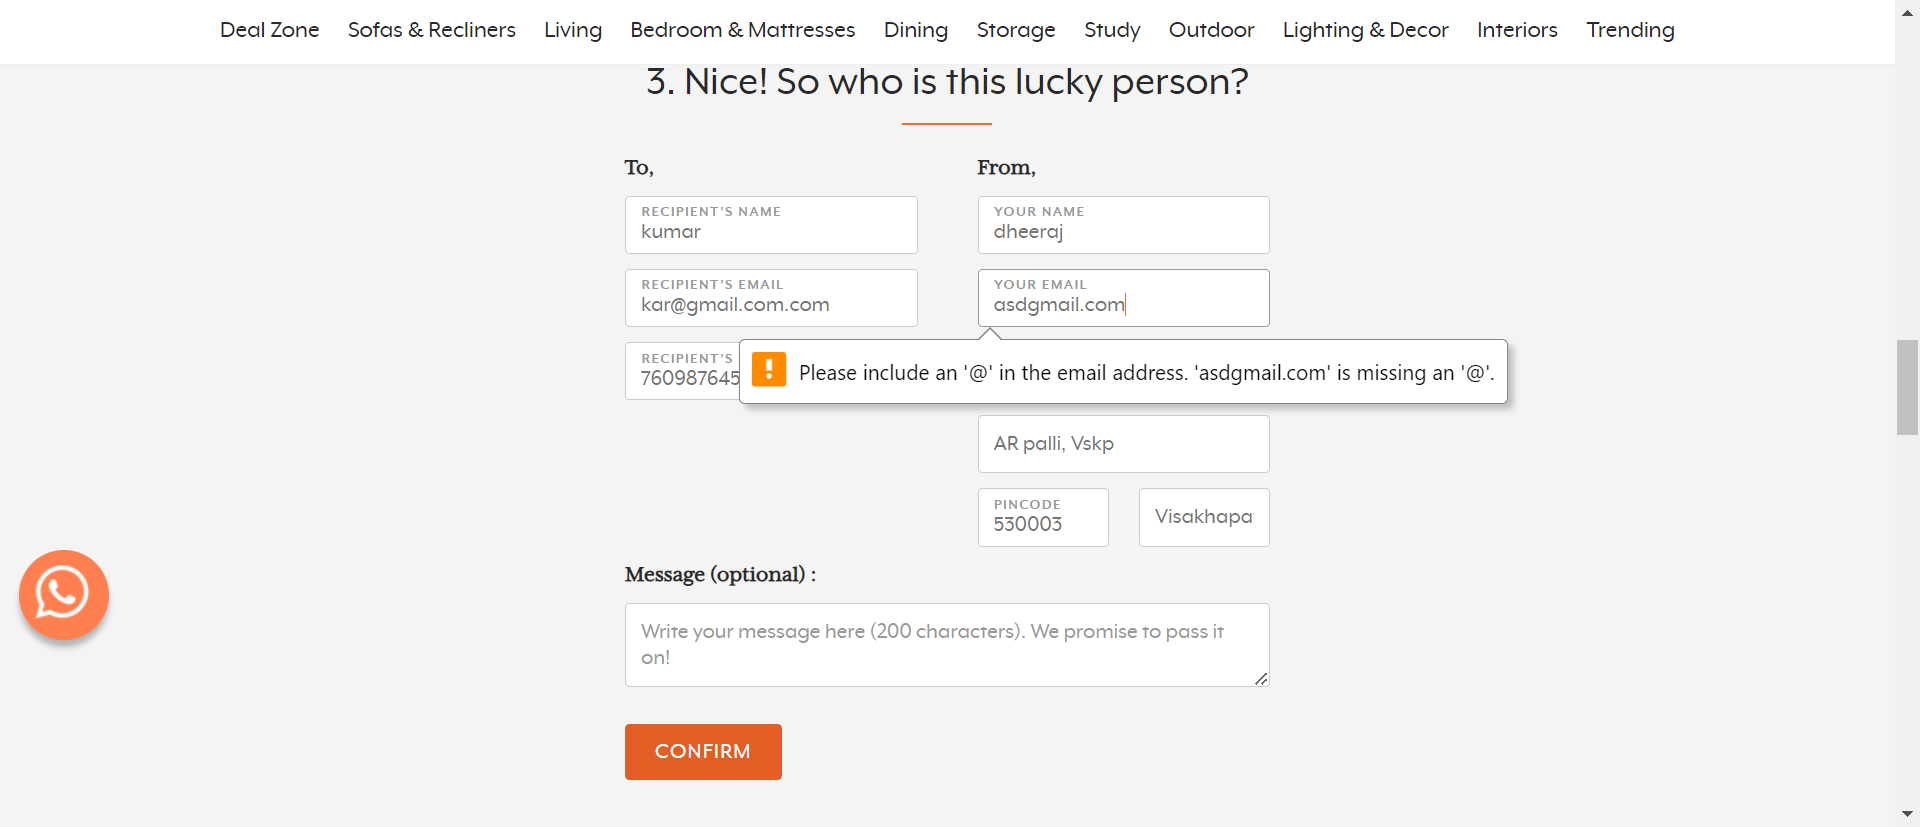 Deal Zone Sofas & Recliners Living Bedroom & Mattresses Dining Storage Study Outdoor Lighting & Decor Interiors Trending
3. Nice! So who is this lucky person?
To,
RECIPIENT'S NAME
kumar
RECIPIENT'S EMAIL
kar@gmail.com.com
RECIPIENT'S
760987645
From,
YOUR NAME
dheeraj
YOUR EMAIL
asdgmail.com
Please include an '@' in the email address. 'asdgmail.com' is missing an '@'.
AR palli, Vskp
PINCODE
530003
Visakhapa
Message (optional) :
Write your message here (200 characters). We promise to pass it
on!
CONFIRM